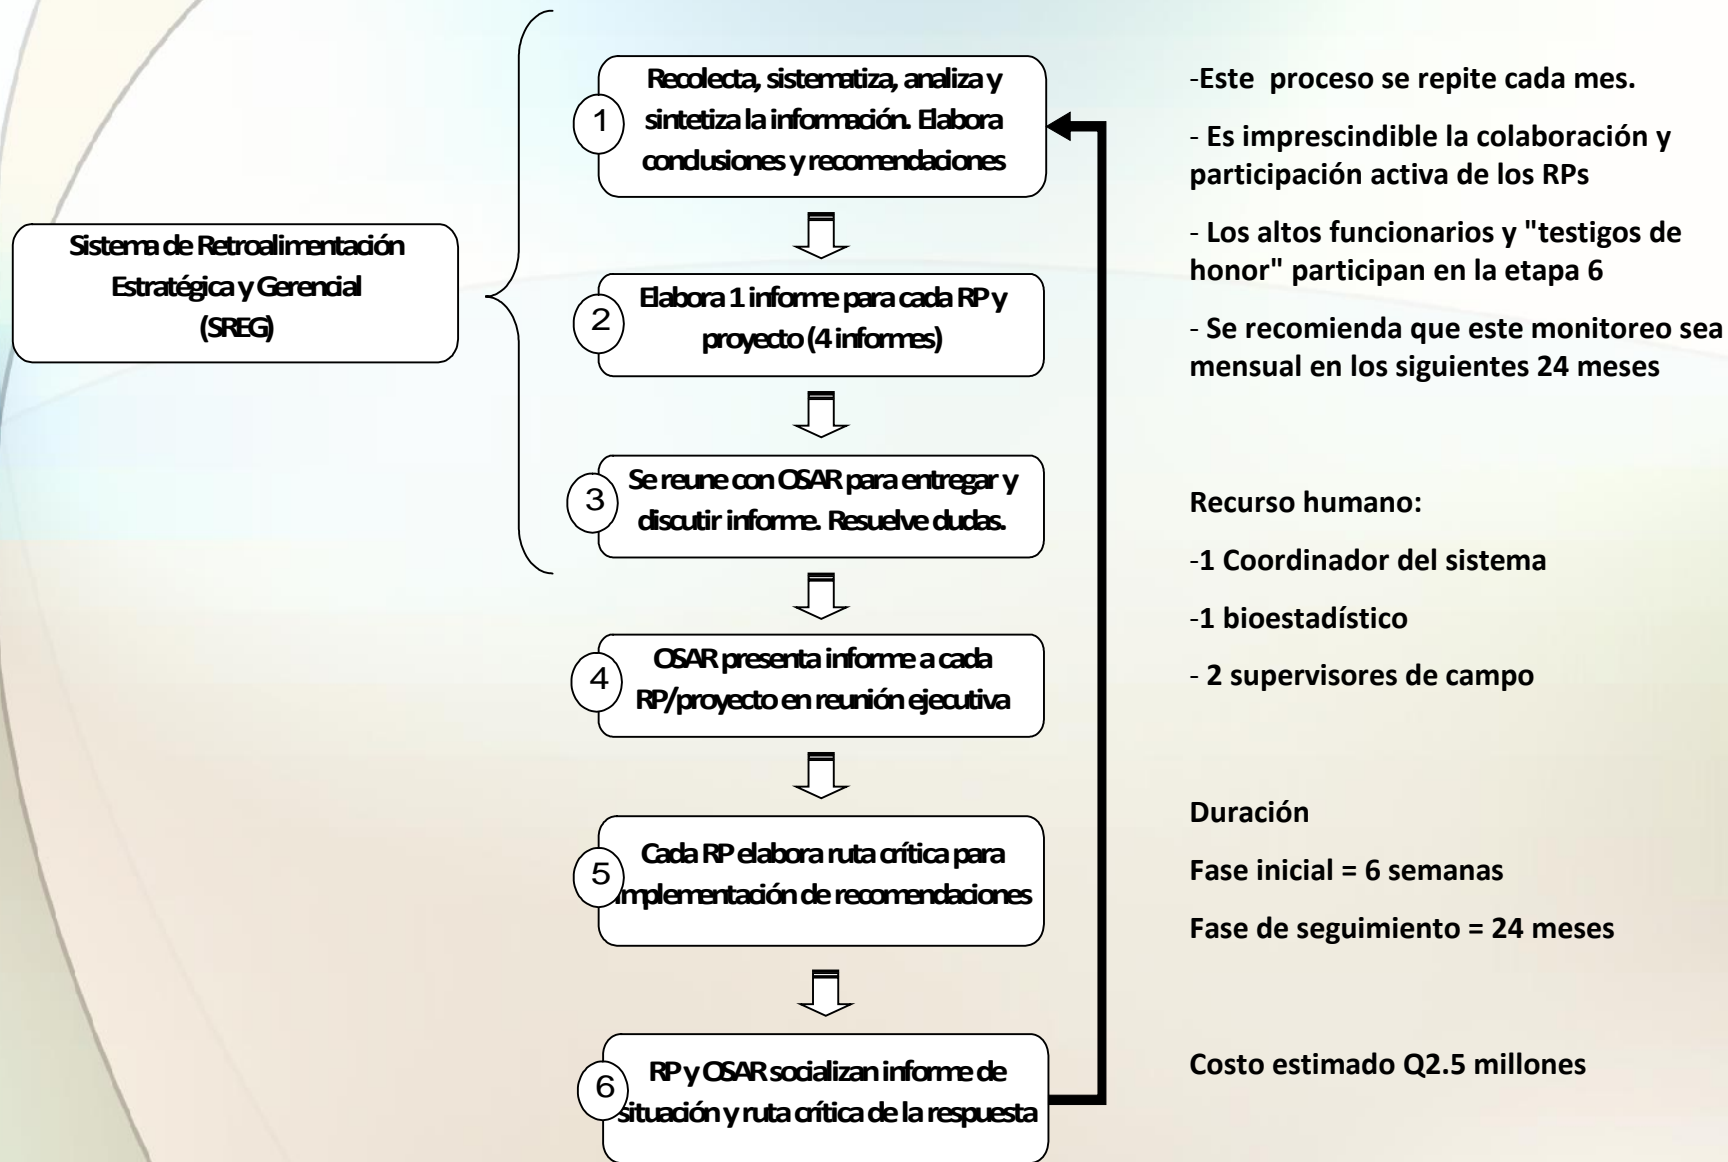 Sistema de Retroalimentación
Estratégica y Gerencial
(SREG)
1
Recolecta, sistematiza, analiza y
sintetiza la información. Elabora
conclusiones y recomendaciones
2
Elabora 1 informe para cada RP y
proyecto (4 informes)
3
Se reune con OSAR para entregar y
discutir informe. Resuelve dudas.
4
OSAR presenta informe a cada
RP/proyecto en reunión ejecutiva
5
Cada RP elabora ruta crítica para
implementación de recomendaciones
6
RP y OSAR socializan informe de
situación y ruta crítica de la respuesta
-Este proceso se repite cada mes.
- Es imprescindible la colaboración y
participación activa de los RPs
- Los altos funcionarios y "testigos de
honor" participan en la etapa 6
- Se recomienda que este monitoreo sea
mensual en los siguientes 24 meses
Recurso humano:
-1 Coordinador del sistema
-1 bioestadístico
- 2 supervisores de campo
Duración
Fase inicial = 6 semanas
Fase de seguimiento = 24 meses
Costo estimado Q2.5 millones